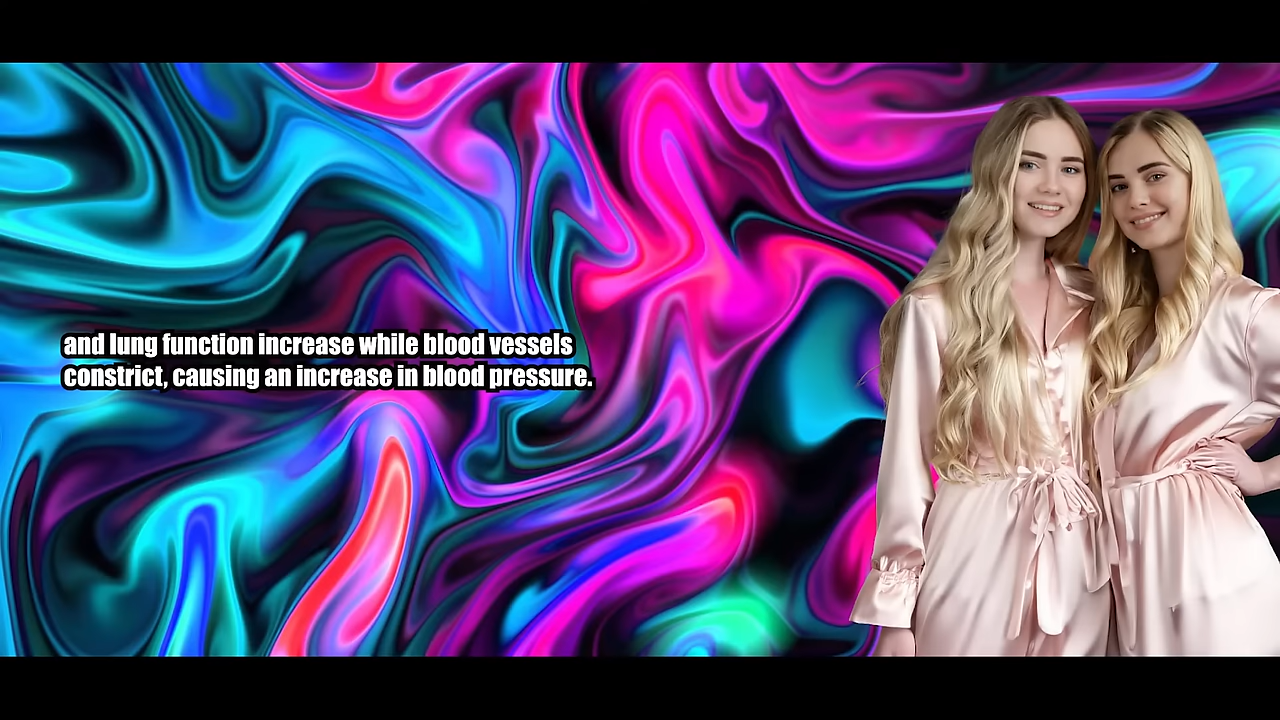 and lung function increase while blood vessels
constrict, causing an increase in blood pressure.